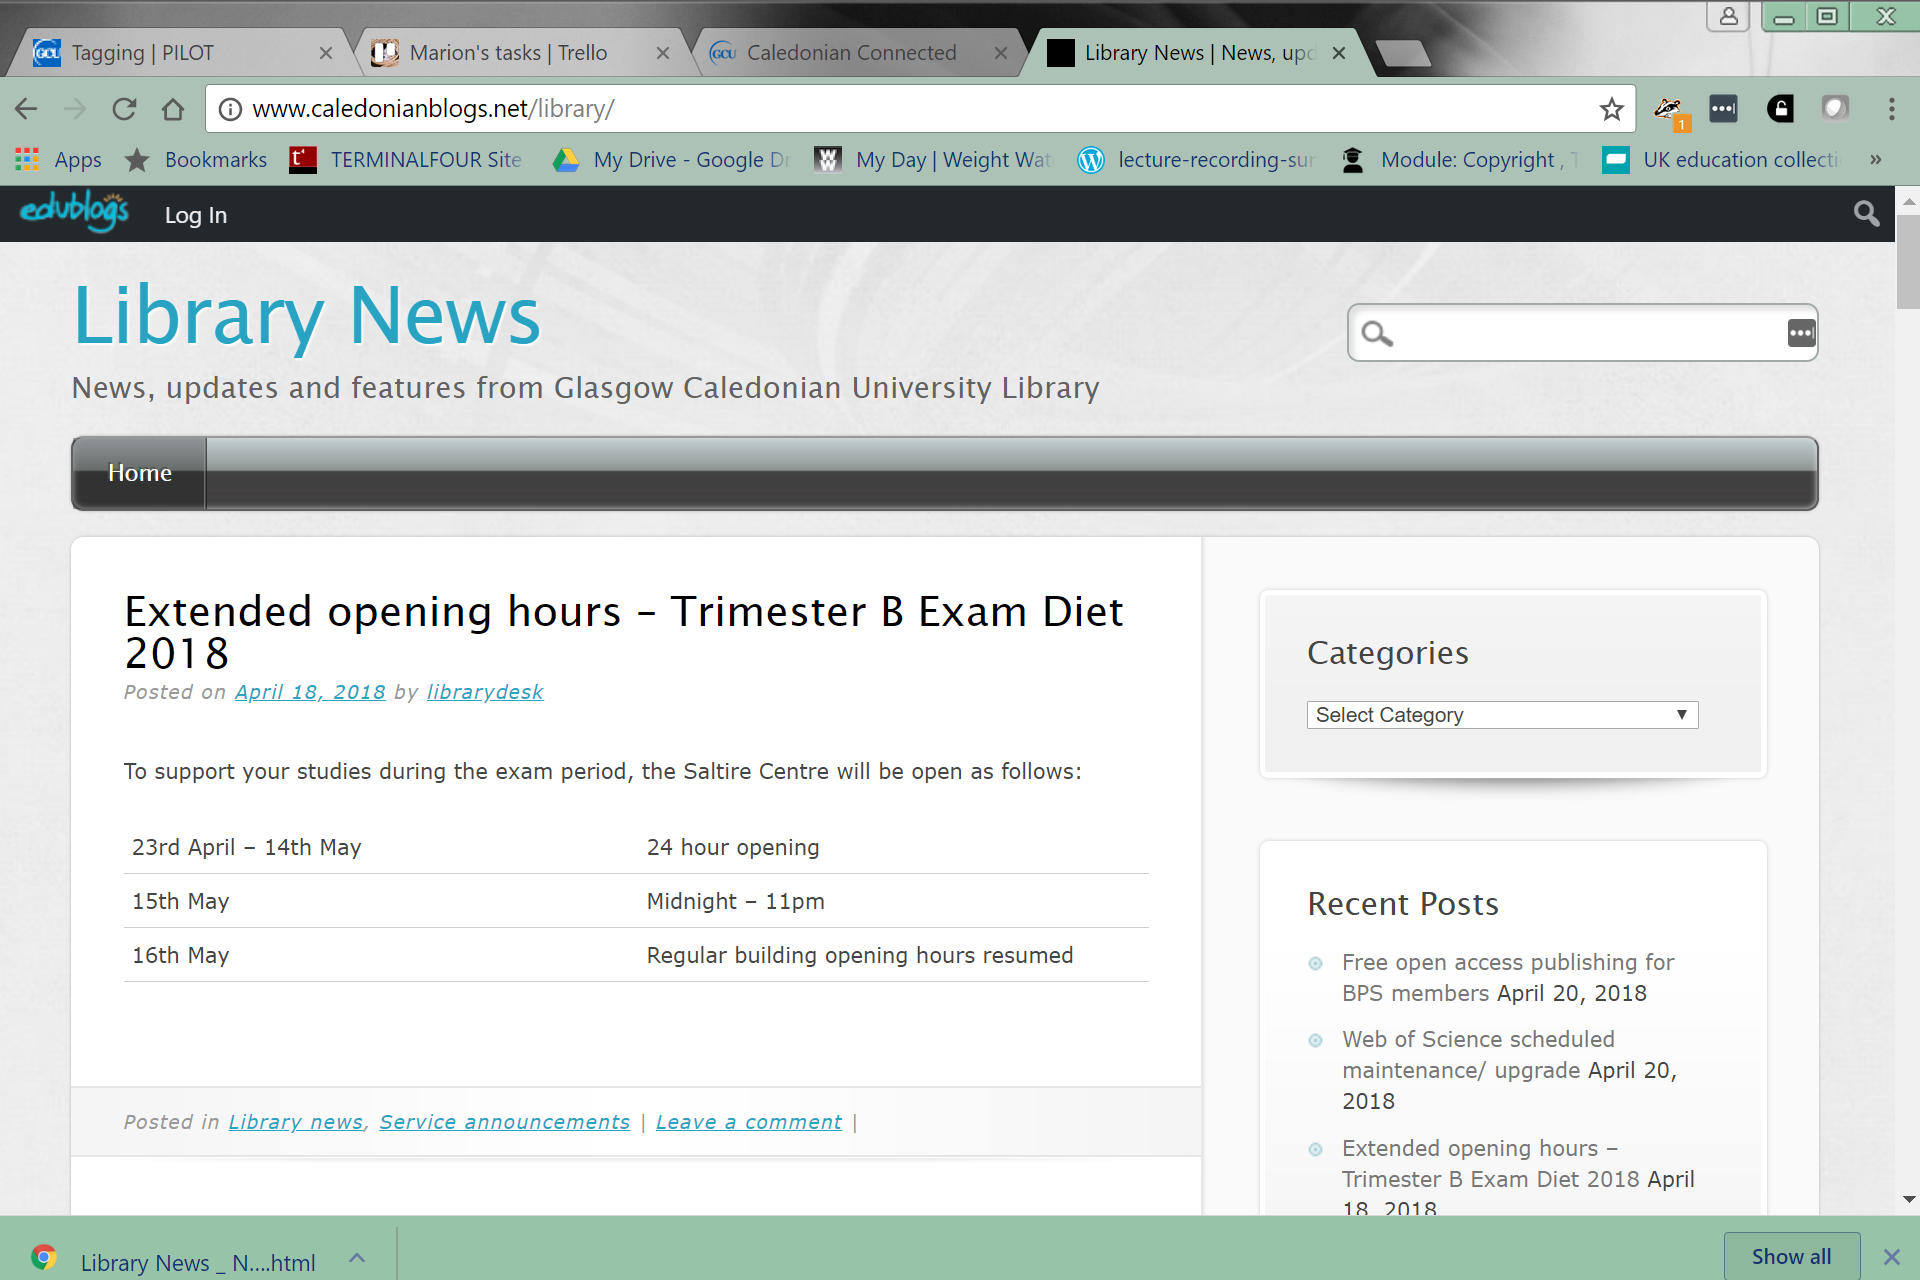 Tagging | PILOT
Marion's tasks | Trello
Caledonian Connected
Library News | News, upd
www.caledonianblogs.net/library/
1
Apps
Bookmarks
TERMINALFOUR Site
My Drive - Google Dr
My Day | Weight Wat
lecture-recording-sur
Module: Copyright , T
UK education collecti
»
edublogs
Log In
Library News
News, updates and features from Glasgow Caledonian University Library
Home
Extended opening hours – Trimester B Exam Diet
2018
Posted on April 18, 2018 by librarydesk
To support your studies during the exam period, the Saltire Centre will be open as follows:
23rd April – 14th May 24 hour opening
15th May Midnight – 11pm
16th May Regular building opening hours resumed
Posted in Library news, Service announcements | Leave a comment |
Categories
Select Category
Recent Posts
Free open access publishing for
BPS members April 20, 2018
Web of Science scheduled
maintenance/ upgrade April 20,
2018
Extended opening hours –
Trimester B Exam Diet 2018 April
18, 2018
Library News _ N....html
Show all